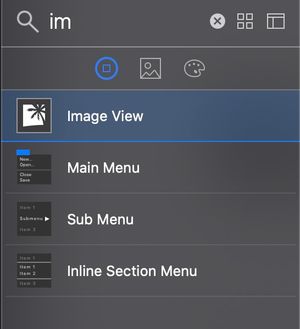 im
Image View
New...
Open...
Close
Save
Main Menu
Item 1
Submenu ▶
Item 3
Sub Menu
Item 1
Item 1
Item 2
Item 3
Inline Section Menu